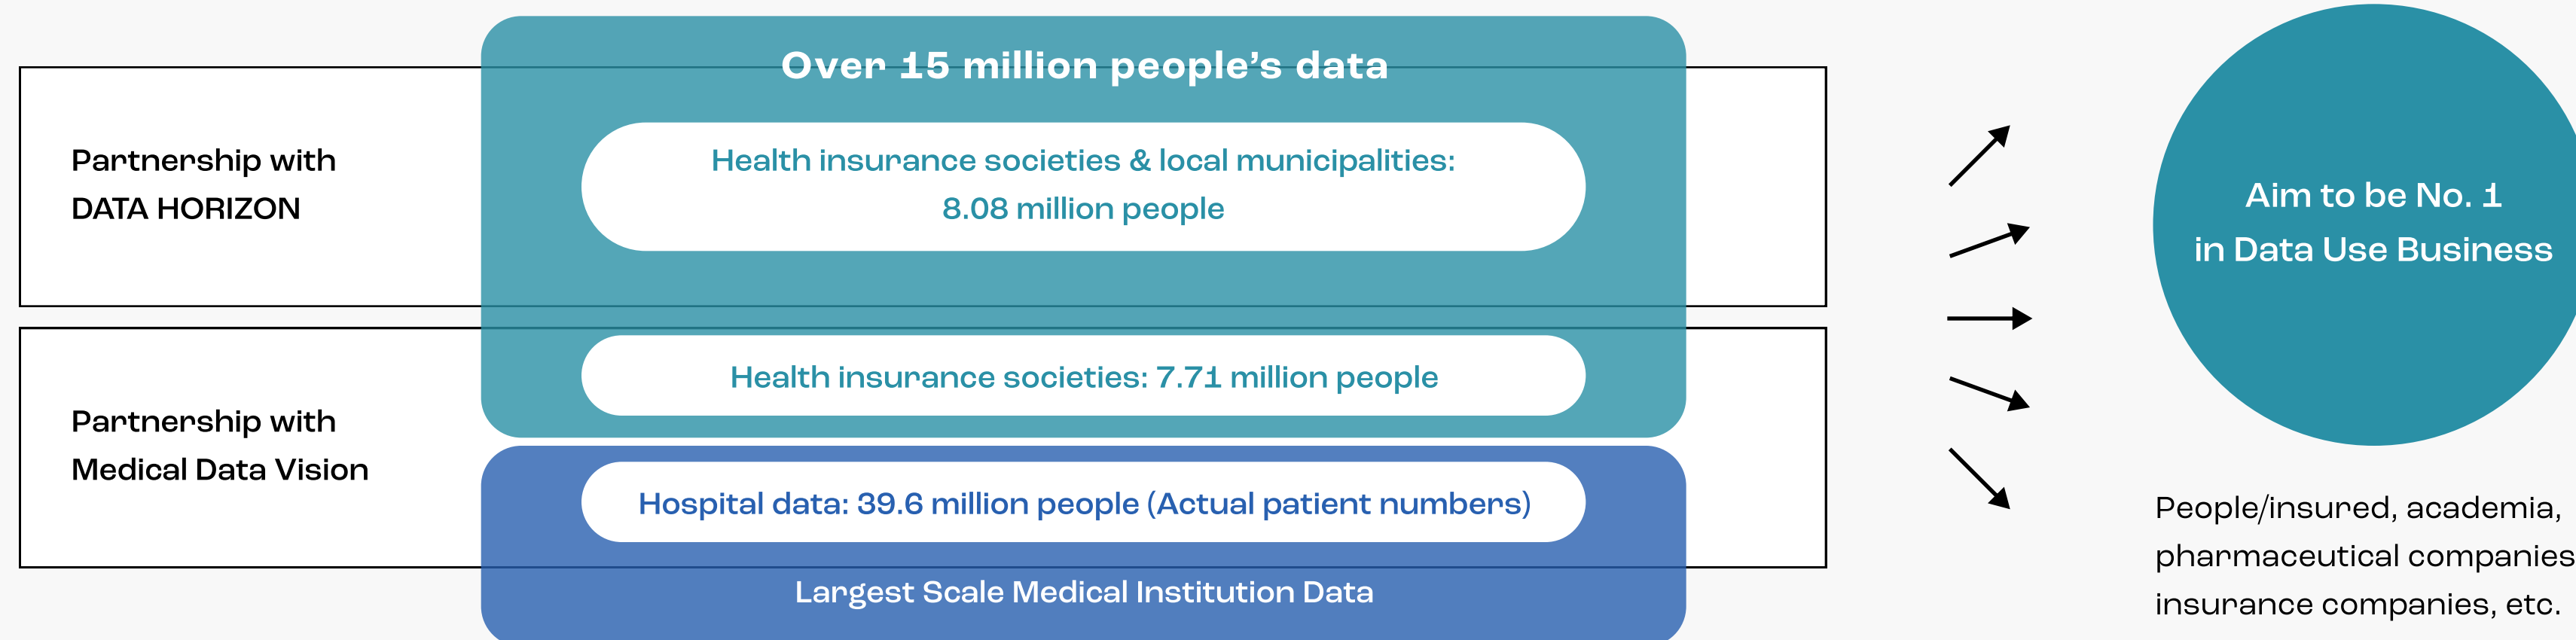 Over 15 million people’s data
Partnership with
DATA HORIZON
Health insurance societies & local municipalities:
8.08 million people
Partnership with
Medical Data Vision
Health insurance societies: 7.71 million people
Hospital data: 39.6 million people (Actual patient numbers)
Largest Scale Medical Institution Data
Aim to be No. 1
in Data Use Business
People/insured, academia,
pharmaceutical companies
insurance companies, etc.